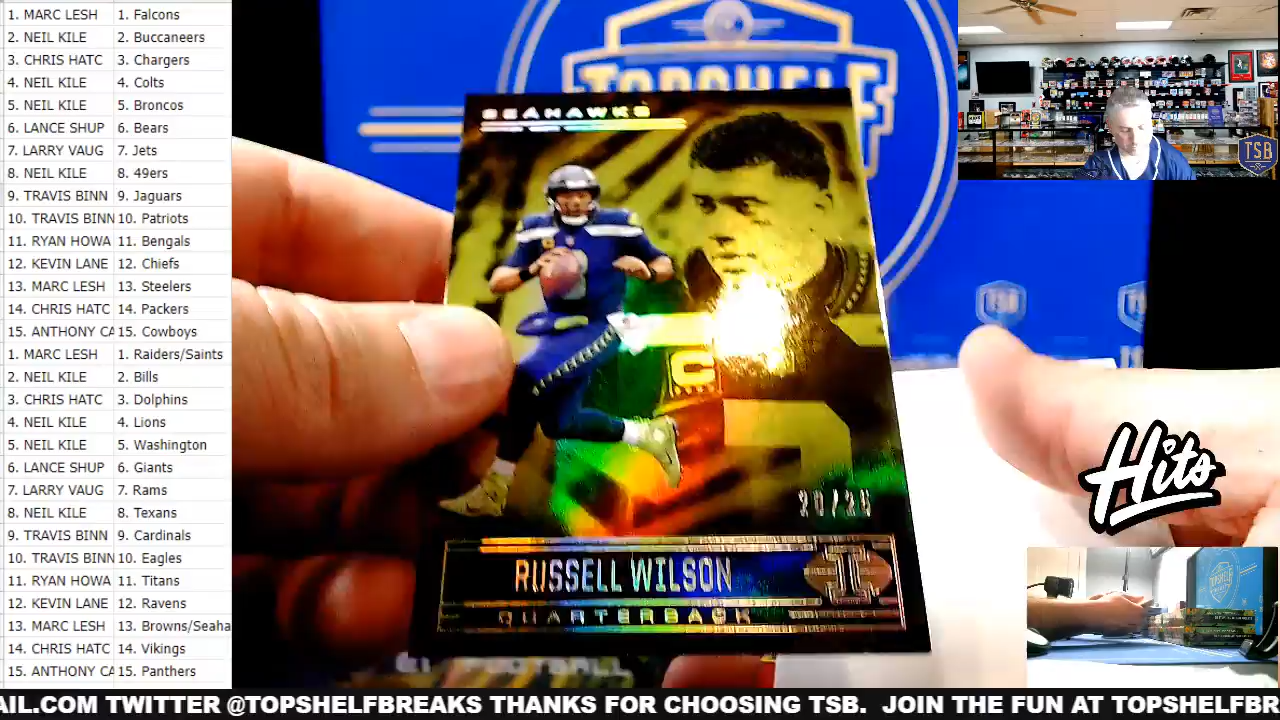 1. MARC LESH 1. Falcons
2. NEIL KILE 2. Buccaneers
3. CHRIS HATC 3. Chargers
4. NEIL KILE 4. Colts
5. NEIL KILE 5. Broncos
6. LANCE SHUP 6. Bears
7. LARRY VAUG 7. Jets
8. NEIL KILE 8. 49ers
9. TRAVIS BINN 9. Jaguars
10. TRAVIS BINN 10. Patriots
11. RYAN HOWA 11. Bengals
12. KEVIN LANE 12. Chiefs
13. MARC LESH 13. Steelers
14. CHRIS HATC 14. Packers
15. ANTHONY CA 15. Cowboys
1. MARC LESH 1. Raiders/Saints
2. NEIL KILE 2. Bills
3. CHRIS HATC 3. Dolphins
4. NEIL KILE 4. Lions
5. NEIL KILE 5. Washington
6. LANCE SHUP 6. Giants
7. LARRY VAUG 7. Rams
8. NEIL KILE 8. Texans
9. TRAVIS BINN 9. Cardinals
10. TRAVIS BINN 10. Eagles
11. RYAN HOWA 11. Titans
12. KEVIN LANE 12. Ravens
13. MARC LESH 13. Browns/Seaha
14. CHRIS HATC 14. Vikings
15. ANTHONY CA 15. Panthers
TOPSHELF
SEAHAWKS
C
RUSSELL WILSON
QUARTERBACK
TSB
Hits
AIL.COM TWITTER @TOPSHELFBREAKS THANKS FOR CHOOSING TSB. JOIN THE FUN AT TOPSHELFBR